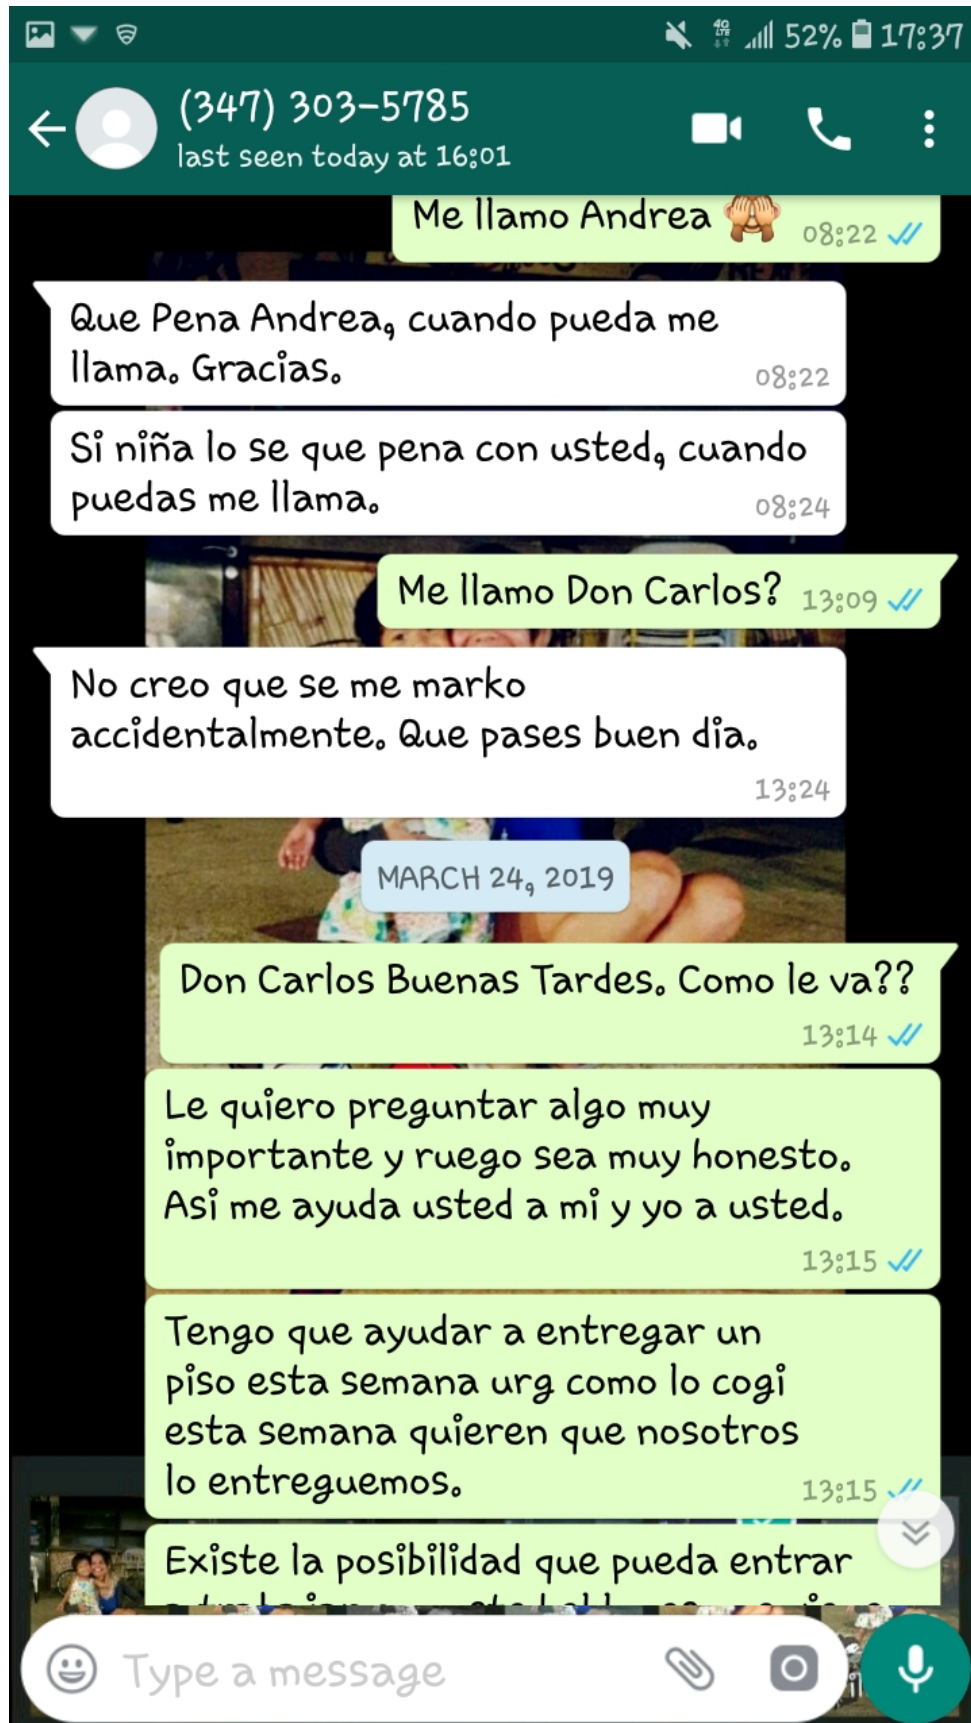 52% 17:37
(347) 303-5785
last seen today at 16:01
Me llamo Andrea 🙈 08:22
Que Pena Andrea, cuando pueda me
llama. Gracias.
08:22
Si niña lo se que pena con usted, cuando
puedas me llama.
08:24
Me llamo Don Carlos? 13:09
No creo que se me marko
accidentalmente. Que pases buen dia.
13:24
MARCH 24, 2019
Don Carlos Buenas Tardes. Como le va??
13:14
Le quiero preguntar algo muy
importante y ruego sea muy honesto.
Asi me ayuda usted a mi y yo a usted.
13:15
Tengo que ayudar a entregar un
piso esta semana urg como lo cogi
esta semana quieren que nosotros
lo entreguemos.
13:15
Existe la posibilidad que pueda entrar
Type a message